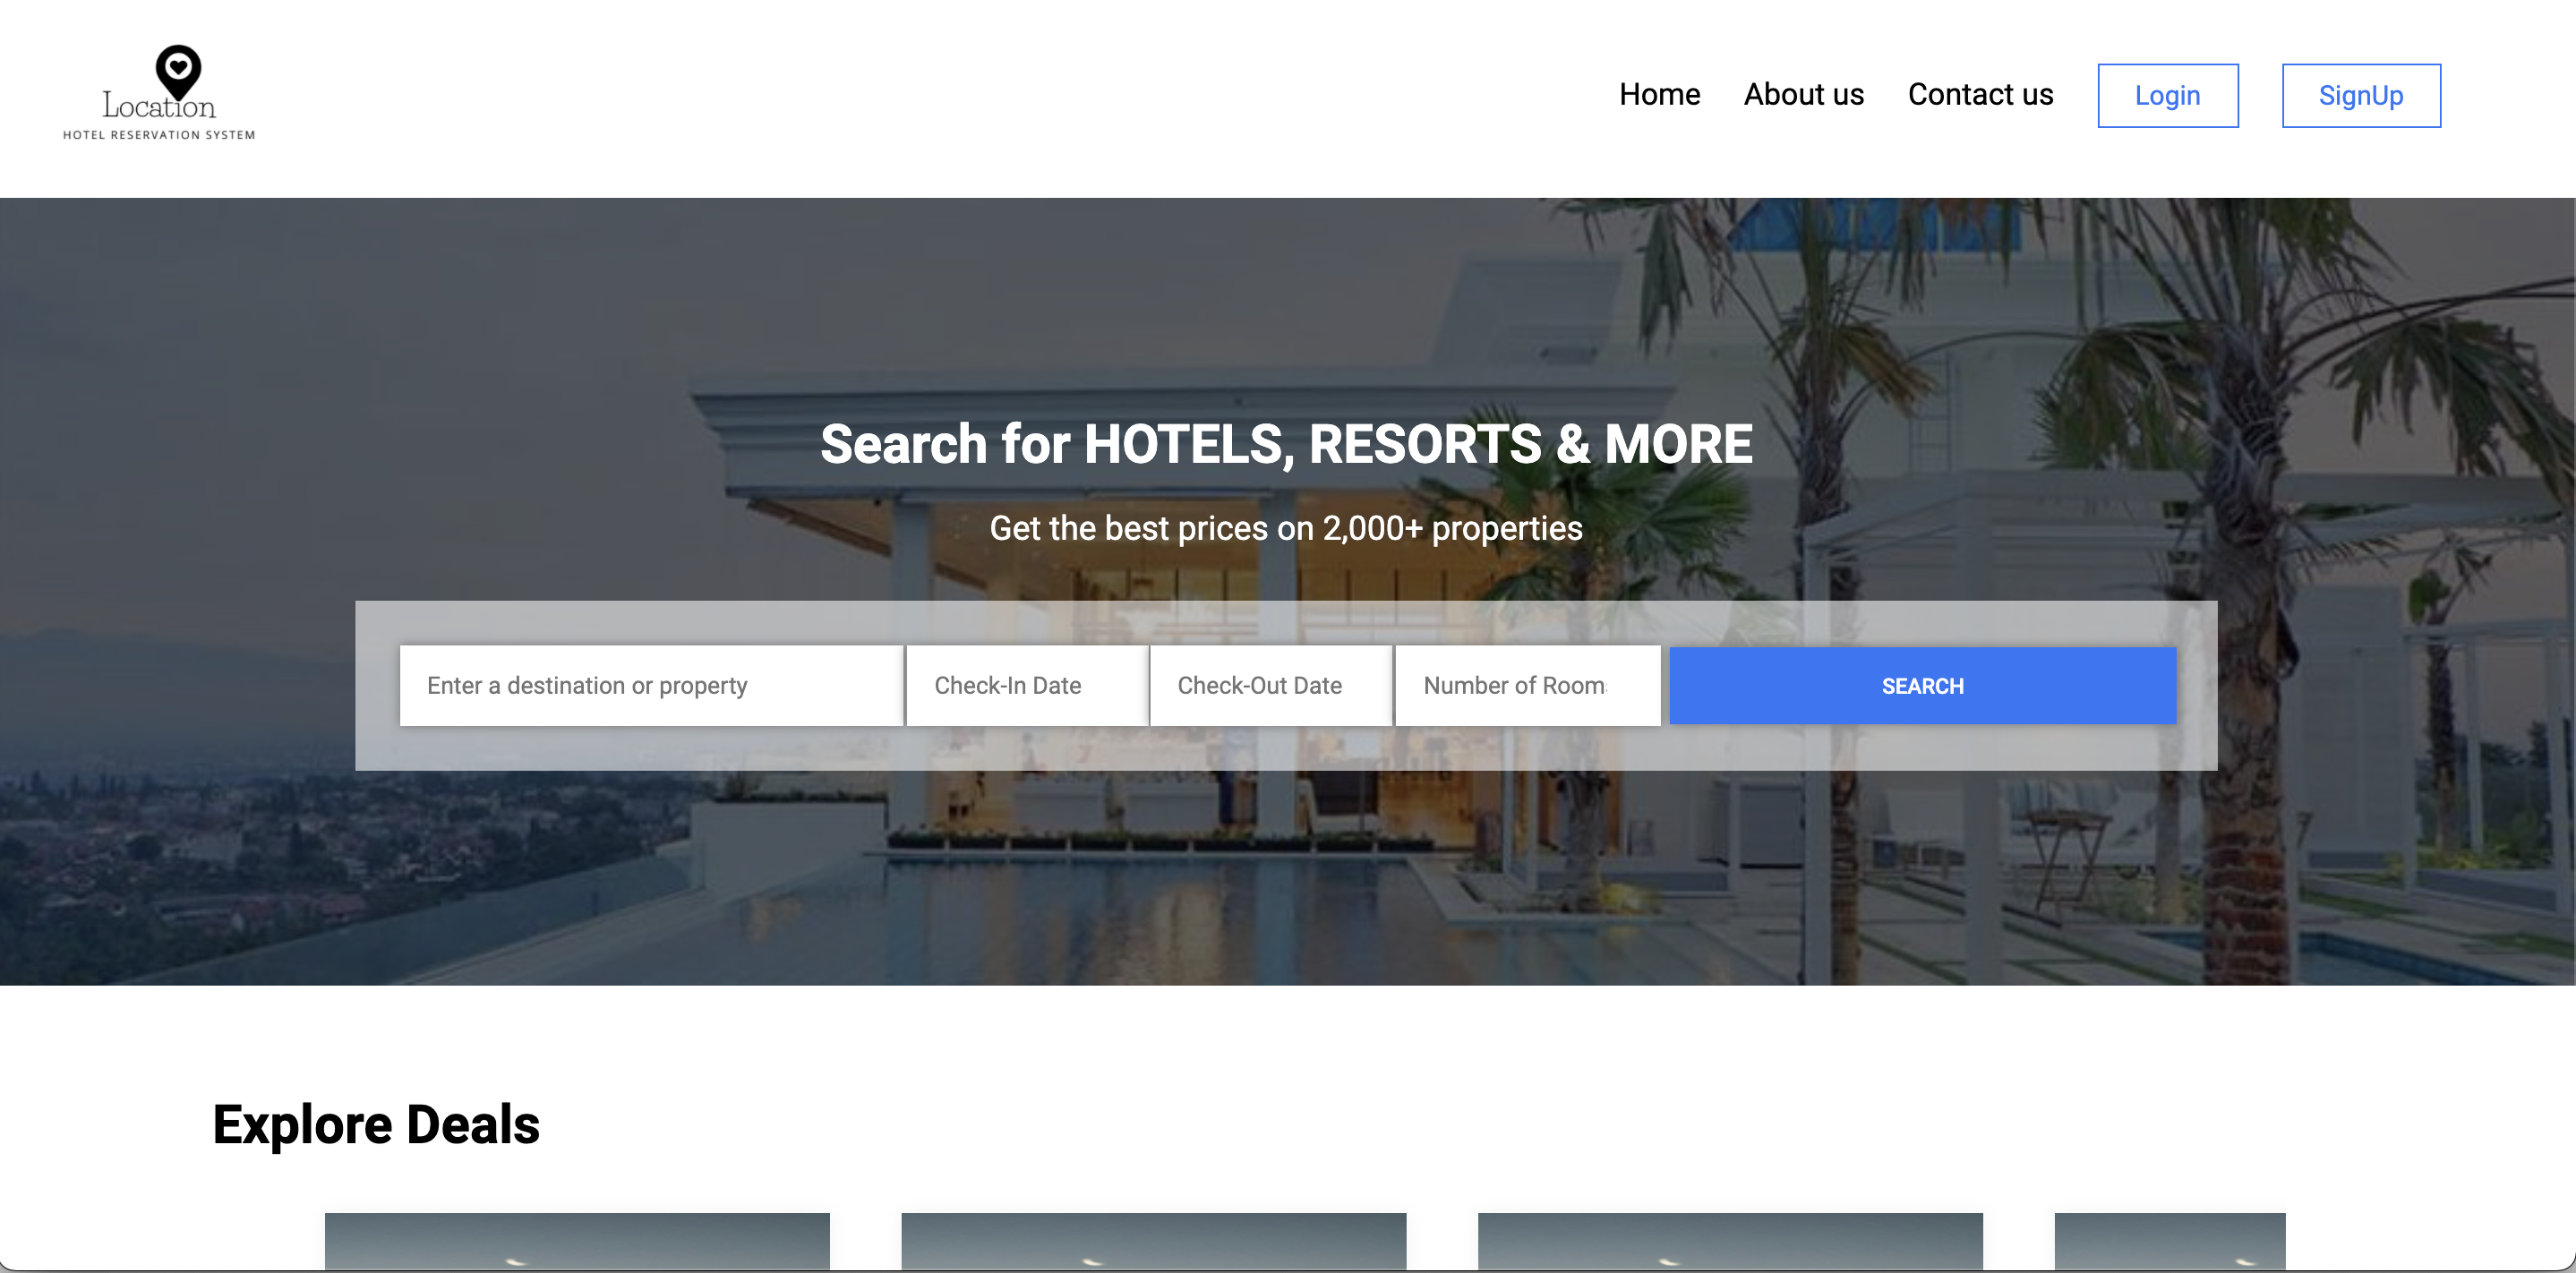 Location
HOTEL RESERVATION SYSTEM
Home About us Contact us Login SignUp
Search for HOTELS, RESORTS & MORE
Get the best prices on 2,000+ properties
Enter a destination or property Check-In Date Check-Out Date Number of Room SEARCH
Explore Deals